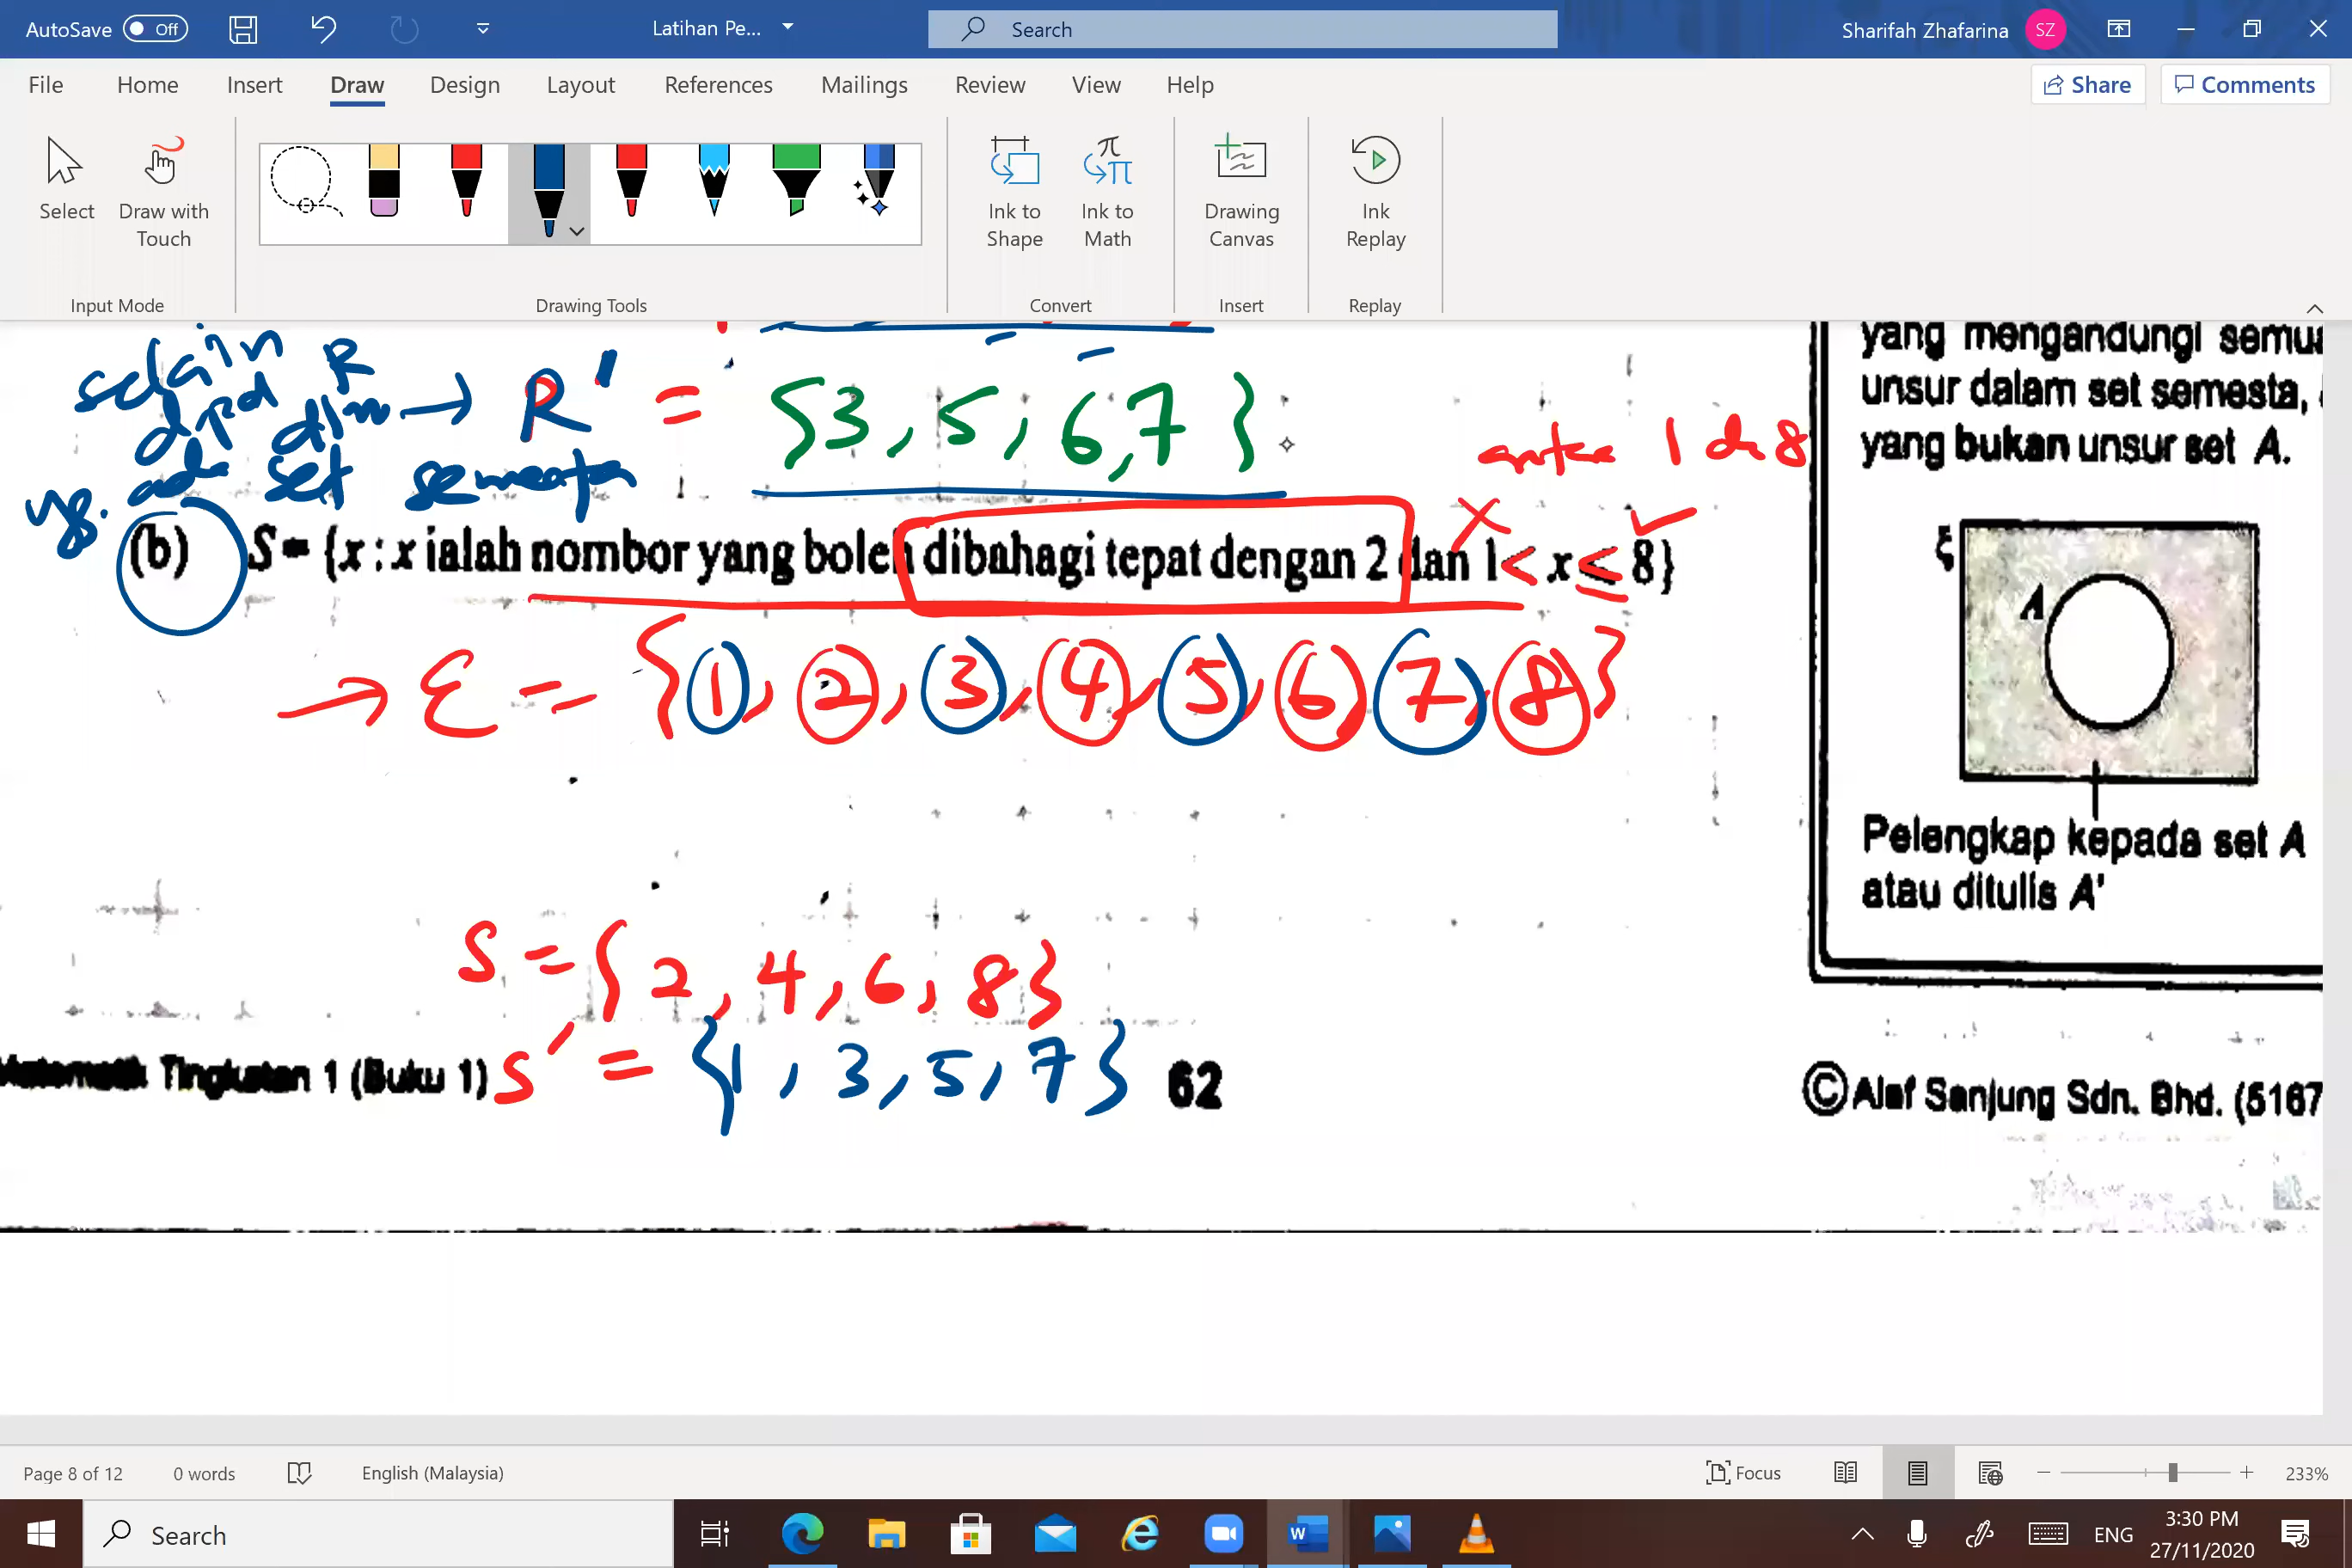 AutoSave Off Latihan Pe... Search Sharifah Zhafarina SZ
File Home Insert Draw Design Layout References Mailings Review View Help Share Comments
Select Draw with Touch Ink to Shape Ink to Math Drawing Canvas Ink Replay
Input Mode Drawing Tools Convert Insert Replay
selain R
dpd dlm → R' = {3, 5, 6, 7}
yg. ada set semesta
antara 1 dn 8
(b) S = {x : x ialah nombor yang boleh dibahagi tepat dengan 2 dan 1 < x ≤ 8}
→ ε = {1, 2, 3, 4, 5, 6, 7, 8}
S = {2, 4, 6, 8}
S' = {1, 3, 5, 7}
Matematik Tingkatan 1 (Buku 1) 62 © Alaf Sanjung Sdn. Bhd. (5167
yang mengandungi semua
unsur dalam set semesta,
yang bukan unsur set A.
ξ
A
Pelengkap kepada set A
atau ditulis A'
Page 8 of 12 0 words English (Malaysia) Focus 233%
Search ENG 3:30 PM
27/11/2020